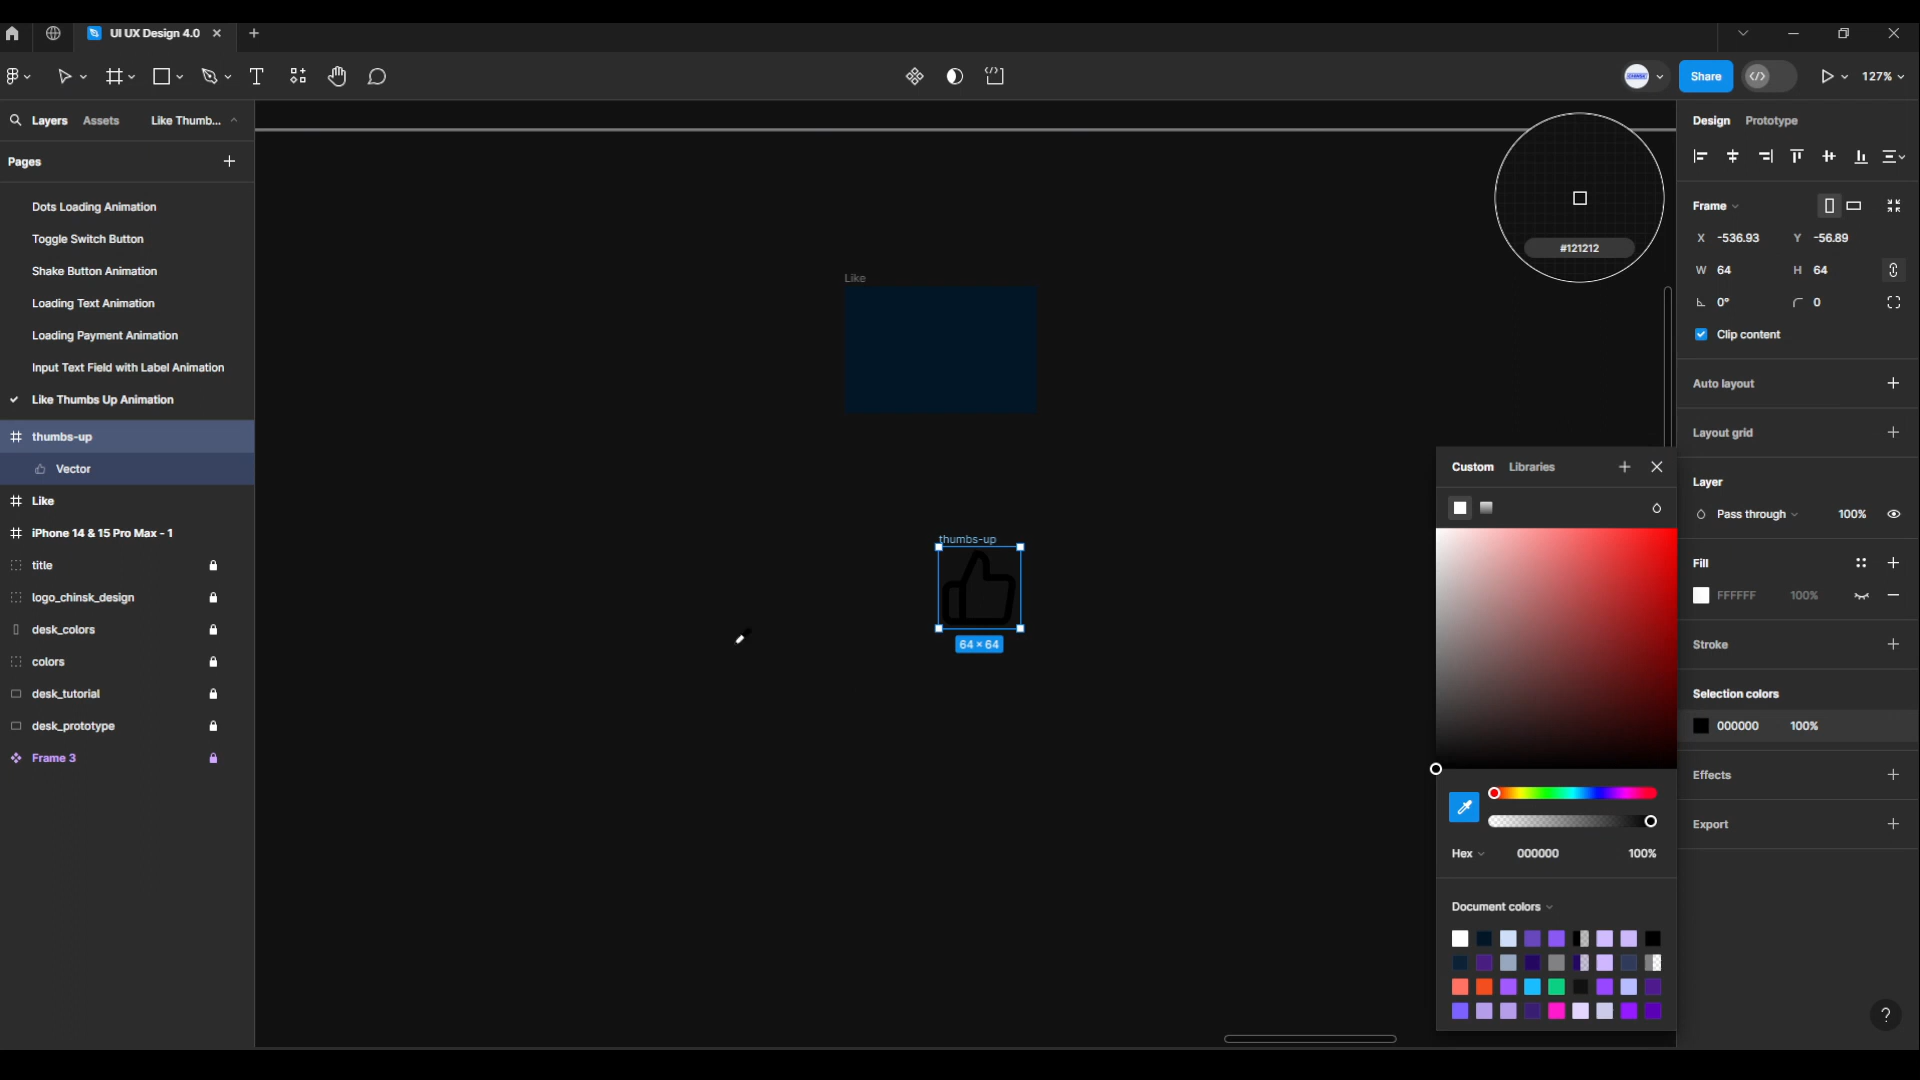 UI UX Design 4.0
Share
127%
Layers
Assets
Like Thumb...
Pages
Dots Loading Animation
Toggle Switch Button
Shake Button Animation
Loading Text Animation
Loading Payment Animation
Input Text Field with Label Animation
Like Thumbs Up Animation
thumbs-up
Vector
Like
iPhone 14 & 15 Pro Max - 1
title
logo_chinsk_design
desk_colors
colors
desk_tutorial
desk_prototype
Frame 3
Like
thumbs-up
64 × 64
#121212
Custom
Libraries
Hex
000000
100%
Document colors
Design
Prototype
Frame
X -536.93
Y -56.89
W 64
H 64
0°
0
Clip content
Auto layout
Layout grid
Layer
Pass through
100%
Fill
FFFFFF
100%
Stroke
Selection colors
000000
100%
Effects
Export
?